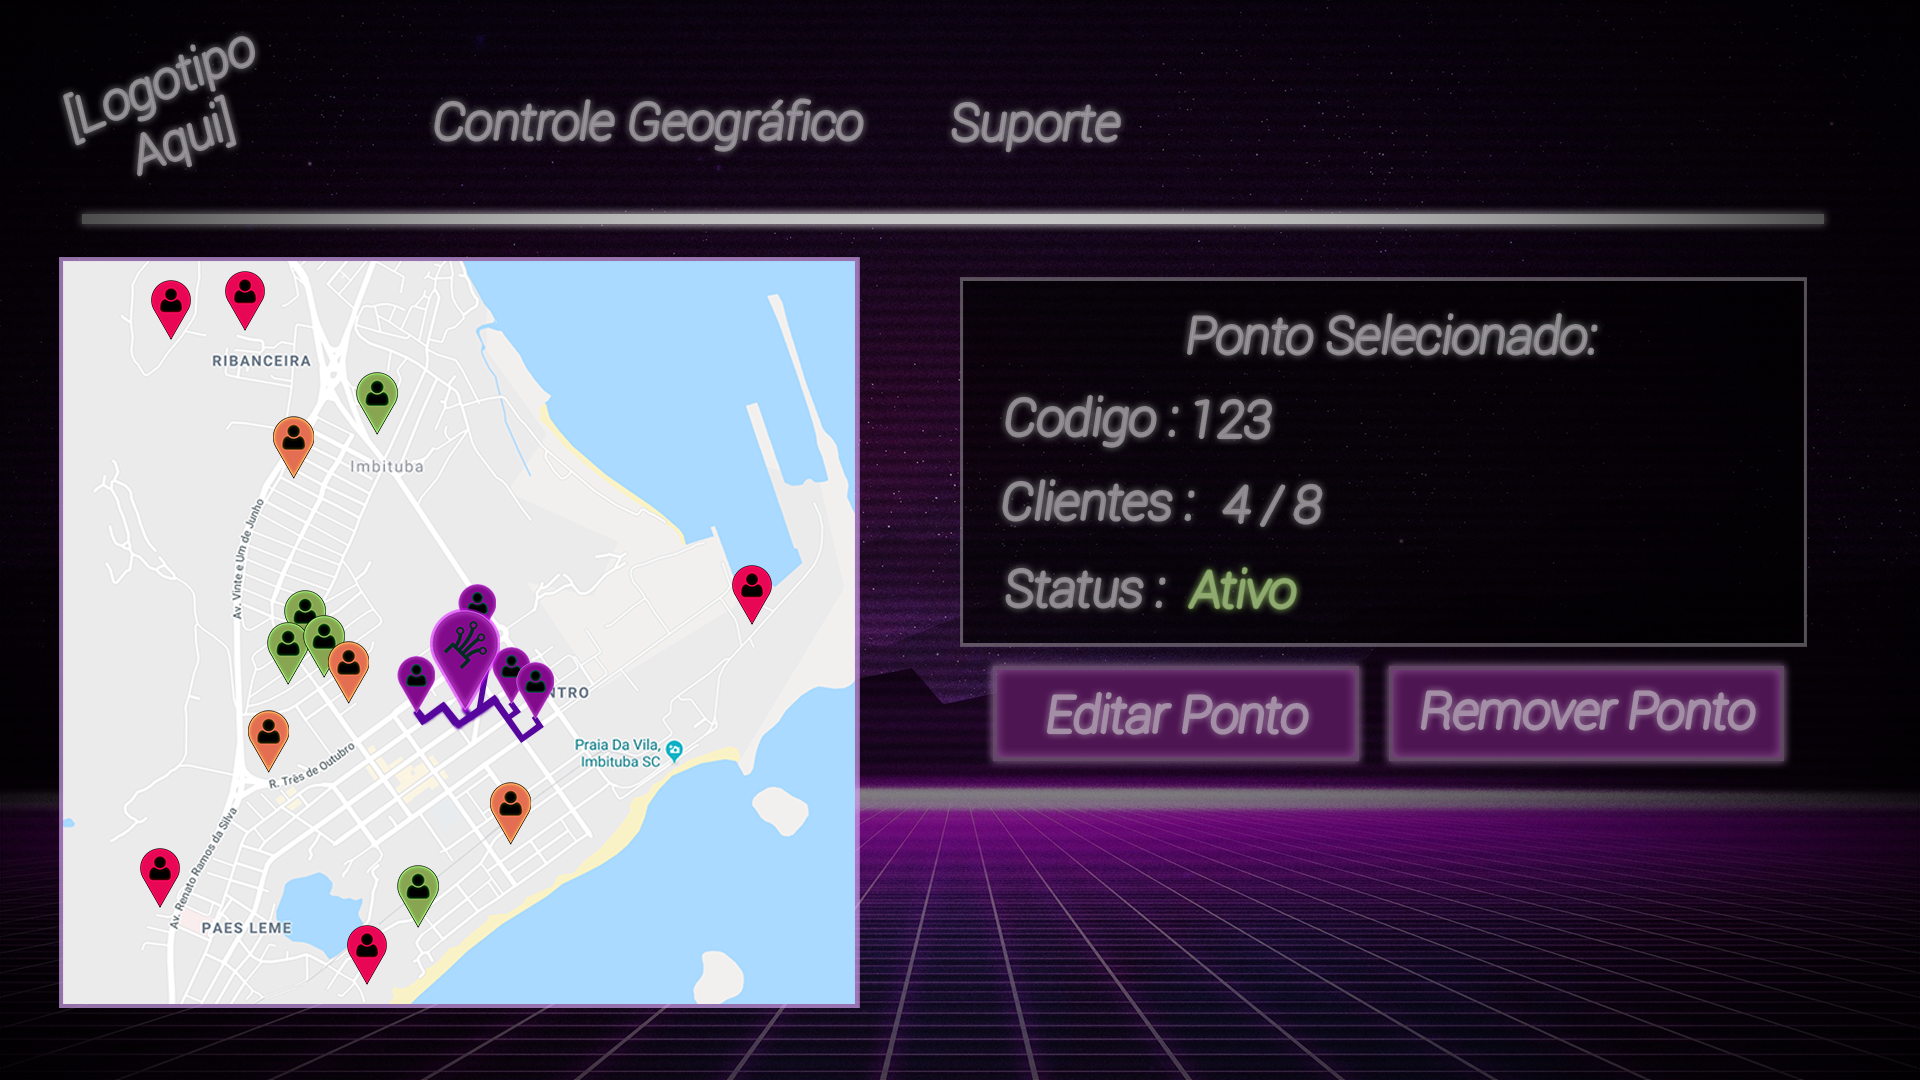 [Logotipo
Aqui]
Controle Geográfico
Suporte
RIBANCEIRA
Imbituba
Av. Vinte e Um de Junho
NTRO
Praia Da Vila,
Imbituba SC
R. Três de Outubro
Av. Renato Ramos da Silva
PAES LEME
Ponto Selecionado:
Codigo : 123
Clientes : 4 / 8
Status : Ativo
Editar Ponto
Remover Ponto